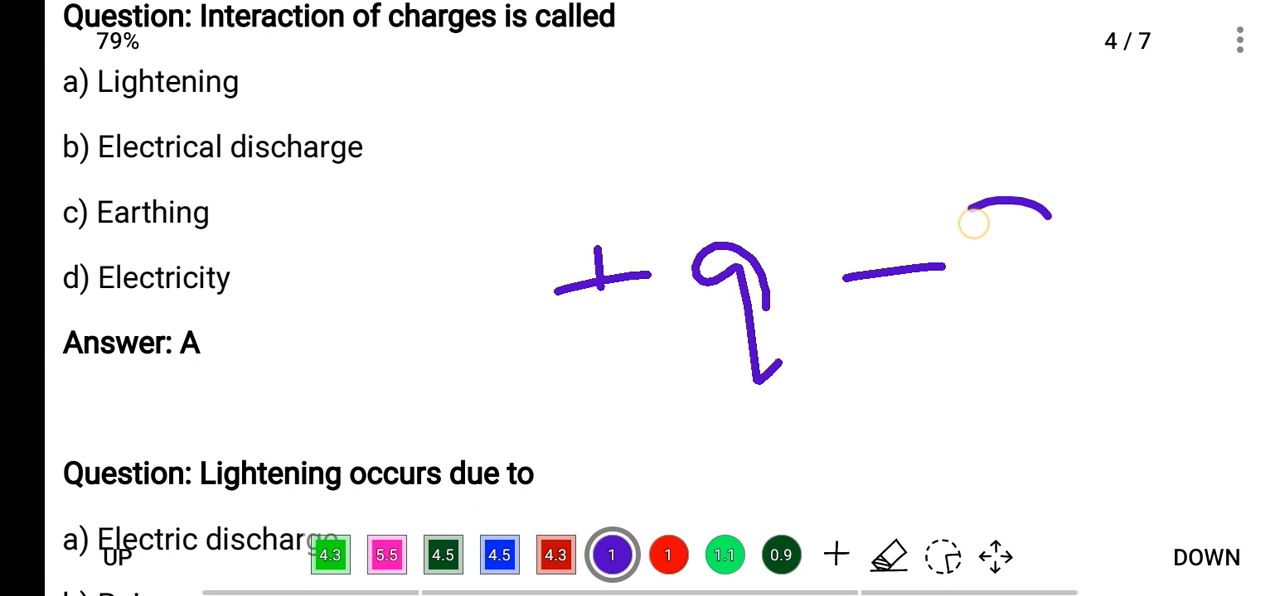 Question: Interaction of charges is called
79%
4 / 7
a) Lightening
b) Electrical discharge
c) Earthing
d) Electricity
+ q −
Answer: A
Question: Lightening occurs due to
a) Electric discharge
UP
4.3 5.5 4.5 4.5 4.3 1 1 1.1 0.9
DOWN